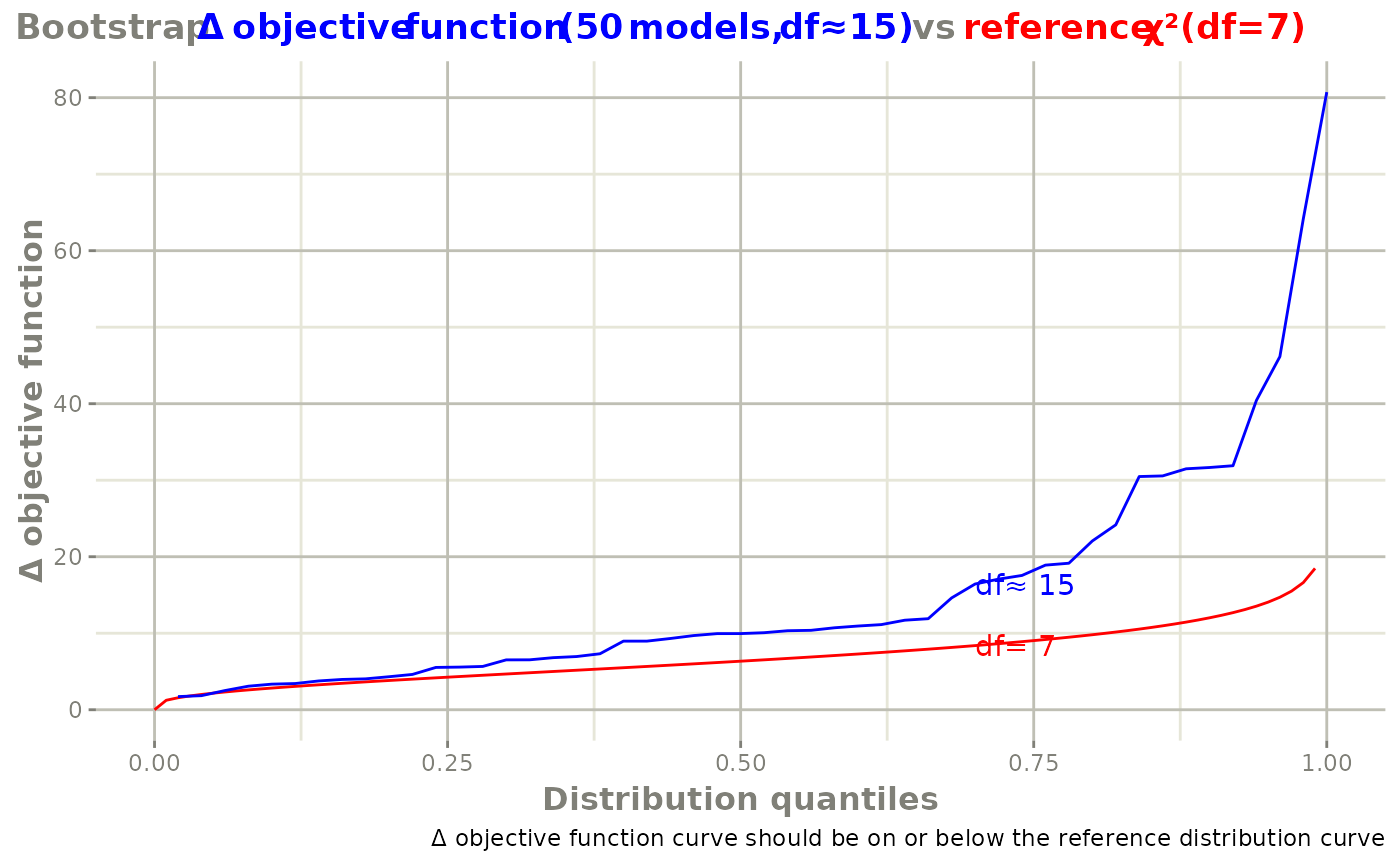 Bootstrap Δ objective function (50 models, df≈15) vs reference χ²(df=7)
80
60
40
20
0
Δ objective function
df≈ 15
df= 7
0.00 0.25 0.50 0.75 1.00
Distribution quantiles
Δ objective function curve should be on or below the reference distribution curve